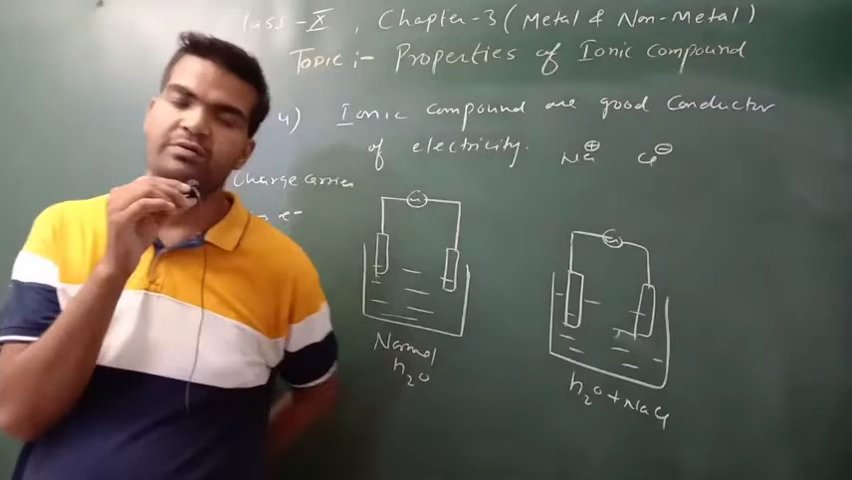 lass - X , Chapter-3 (Metal & Non-Metal)
Topic :- Properties of Ionic Compound
4) Ionic compound are good Conductor
of electricity.
Na⊕ Cl⊖
Charge carries
→ e-
Normal
h2O
h2O + NaCl